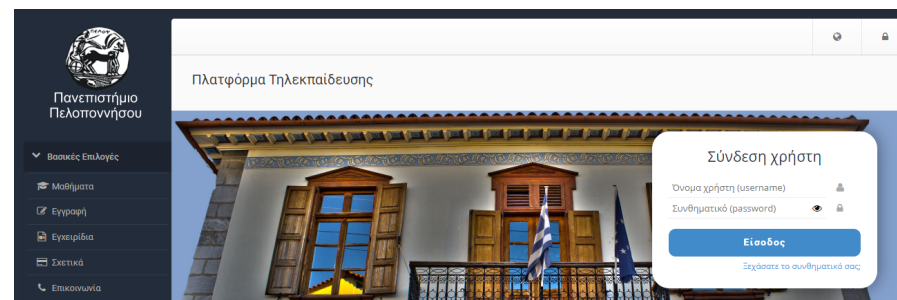 Πανεπιστήμιο
Πελοποννήσου
Βασικές Επιλογές
Μαθήματα
Εγγραφή
Εγχειρίδια
Σχετικά
Επικοινωνία
Πλατφόρμα Τηλεκπαίδευσης
Σύνδεση χρήστη
Όνομα χρήστη (username)
Συνθηματικό (password)
Είσοδος
Ξεχάσατε το συνθηματικό σας;